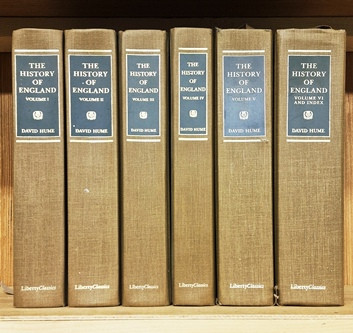 THE
HISTORY
OF
ENGLAND
VOLUME I
DAVID HUME
LibertyClassics
THE
HISTORY
OF
ENGLAND
VOLUME II
DAVID HUME
LibertyClassics
THE
HISTORY
OF
ENGLAND
VOLUME III
DAVID HUME
LibertyClassics
THE
HISTORY
OF
ENGLAND
VOLUME IV
DAVID HUME
LibertyClassics
THE
HISTORY
OF
ENGLAND
VOLUME V
DAVID HUME
LibertyClassics
THE
HISTORY
OF
ENGLAND
VOLUME VI
AND INDEX
DAVID HUME
LibertyClassics